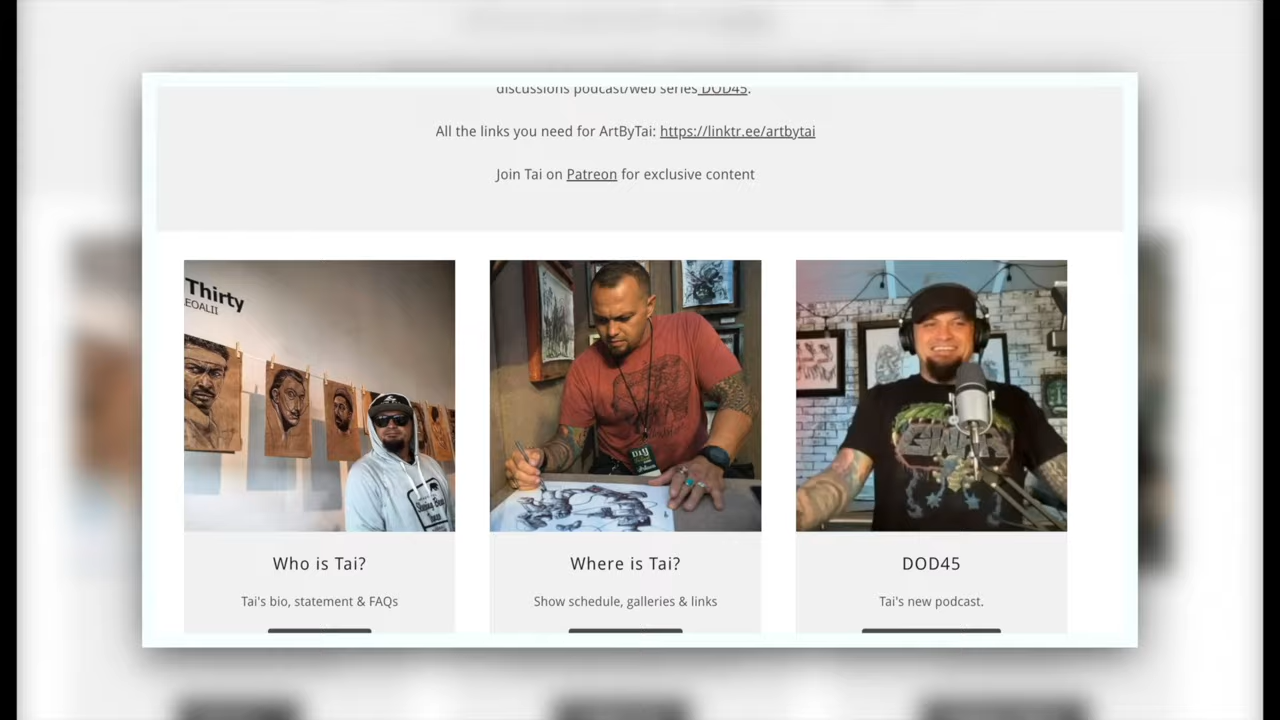 discussions podcast/web series DOD45.
All the links you need for ArtByTai: https://linktr.ee/artbytai
Join Tai on Patreon for exclusive content
Thirty
EOALII
Who is Tai?
Where is Tai?
DOD45
Tai's bio, statement & FAQs
Show schedule, galleries & links
Tai's new podcast.